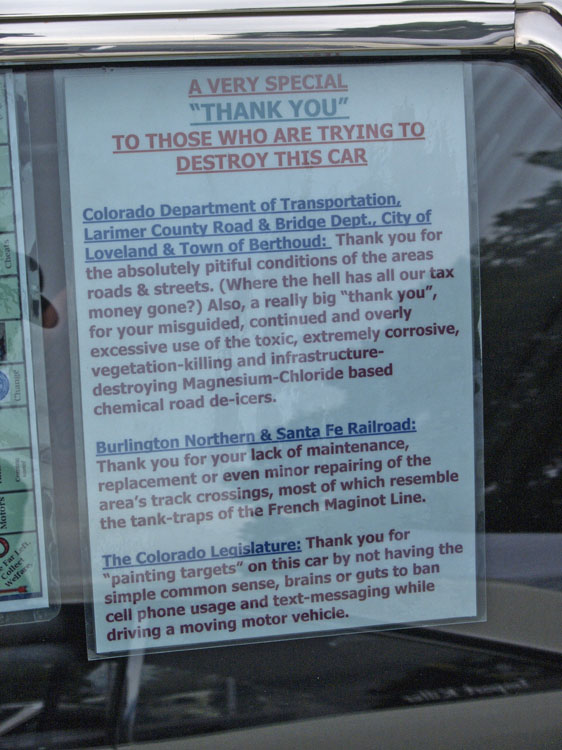 A VERY SPECIAL
“THANK YOU”
TO THOSE WHO ARE TRYING TO
DESTROY THIS CAR
Colorado Department of Transportation,
Larimer County Road & Bridge Dept., City of
Loveland & Town of Berthoud: Thank you for
the absolutely pitiful conditions of the areas
roads & streets. (Where the hell has all our tax
money gone?) Also, a really big “thank you”,
for your misguided, continued and overly
excessive use of the toxic, extremely corrosive,
vegetation-killing and infrastructure-
destroying Magnesium-Chloride based
chemical road de-icers.
Burlington Northern & Santa Fe Railroad:
Thank you for your lack of maintenance,
replacement or even minor repairing of the
area’s track crossings, most of which resemble
the tank-traps of the French Maginot Line.
The Colorado Legislature: Thank you for
“painting targets” on this car by not having the
simple common sense, brains or guts to ban
cell phone usage and text-messaging while
driving a moving motor vehicle.
Chance
Motors